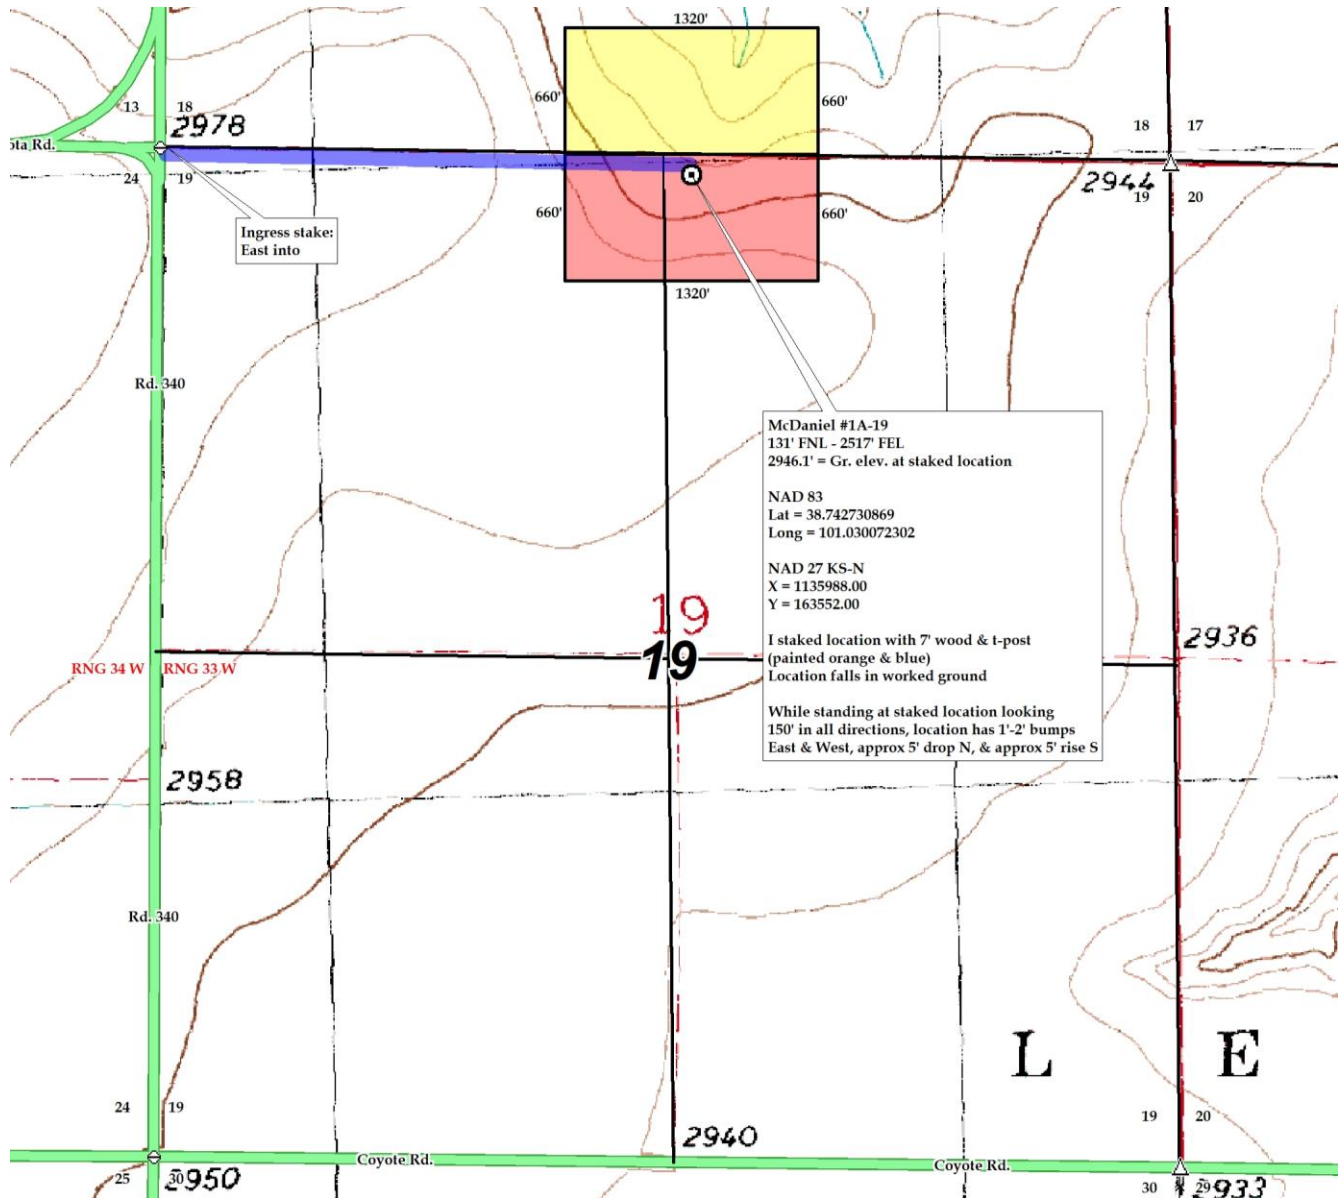 1320'
660'
660'
13
18
2978
ota Rd.
18
17
24
19
2944
19
20
660'
660'
Ingress stake:
East into
1320'
Rd. 340
McDaniel #1A-19
131' FNL - 2517' FEL
2946.1' = Gr. elev. at staked location
NAD 83
Lat = 38.742730869
Long = 101.030072302
NAD 27 KS-N
X = 1135988.00
Y = 163552.00
I staked location with 7' wood & t-post
(painted orange & blue)
Location falls in worked ground
While standing at staked location looking
150' in all directions, location has 1'-2' bumps
East & West, approx 5' drop N, & approx 5' rise S
19
19
2936
RNG 34 W
RNG 33 W
2958
Rd. 340
L E
24
19
19
20
2940
Coyote Rd.
Coyote Rd.
25
30
2950
30
29
2933